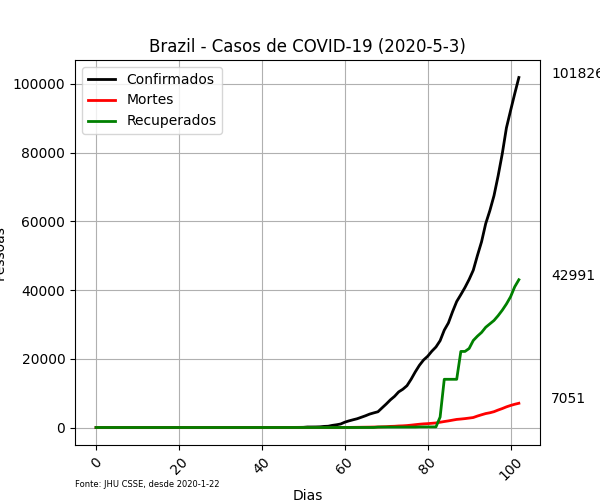 Brazil - Casos de COVID-19 (2020-5-3)
Confirmados
Mortes
Recuperados
100000
80000
60000
40000
20000
0
101826
42991
7051
0
20
40
60
80
100
Fonte: JHU CSSE, desde 2020-1-22
Dias